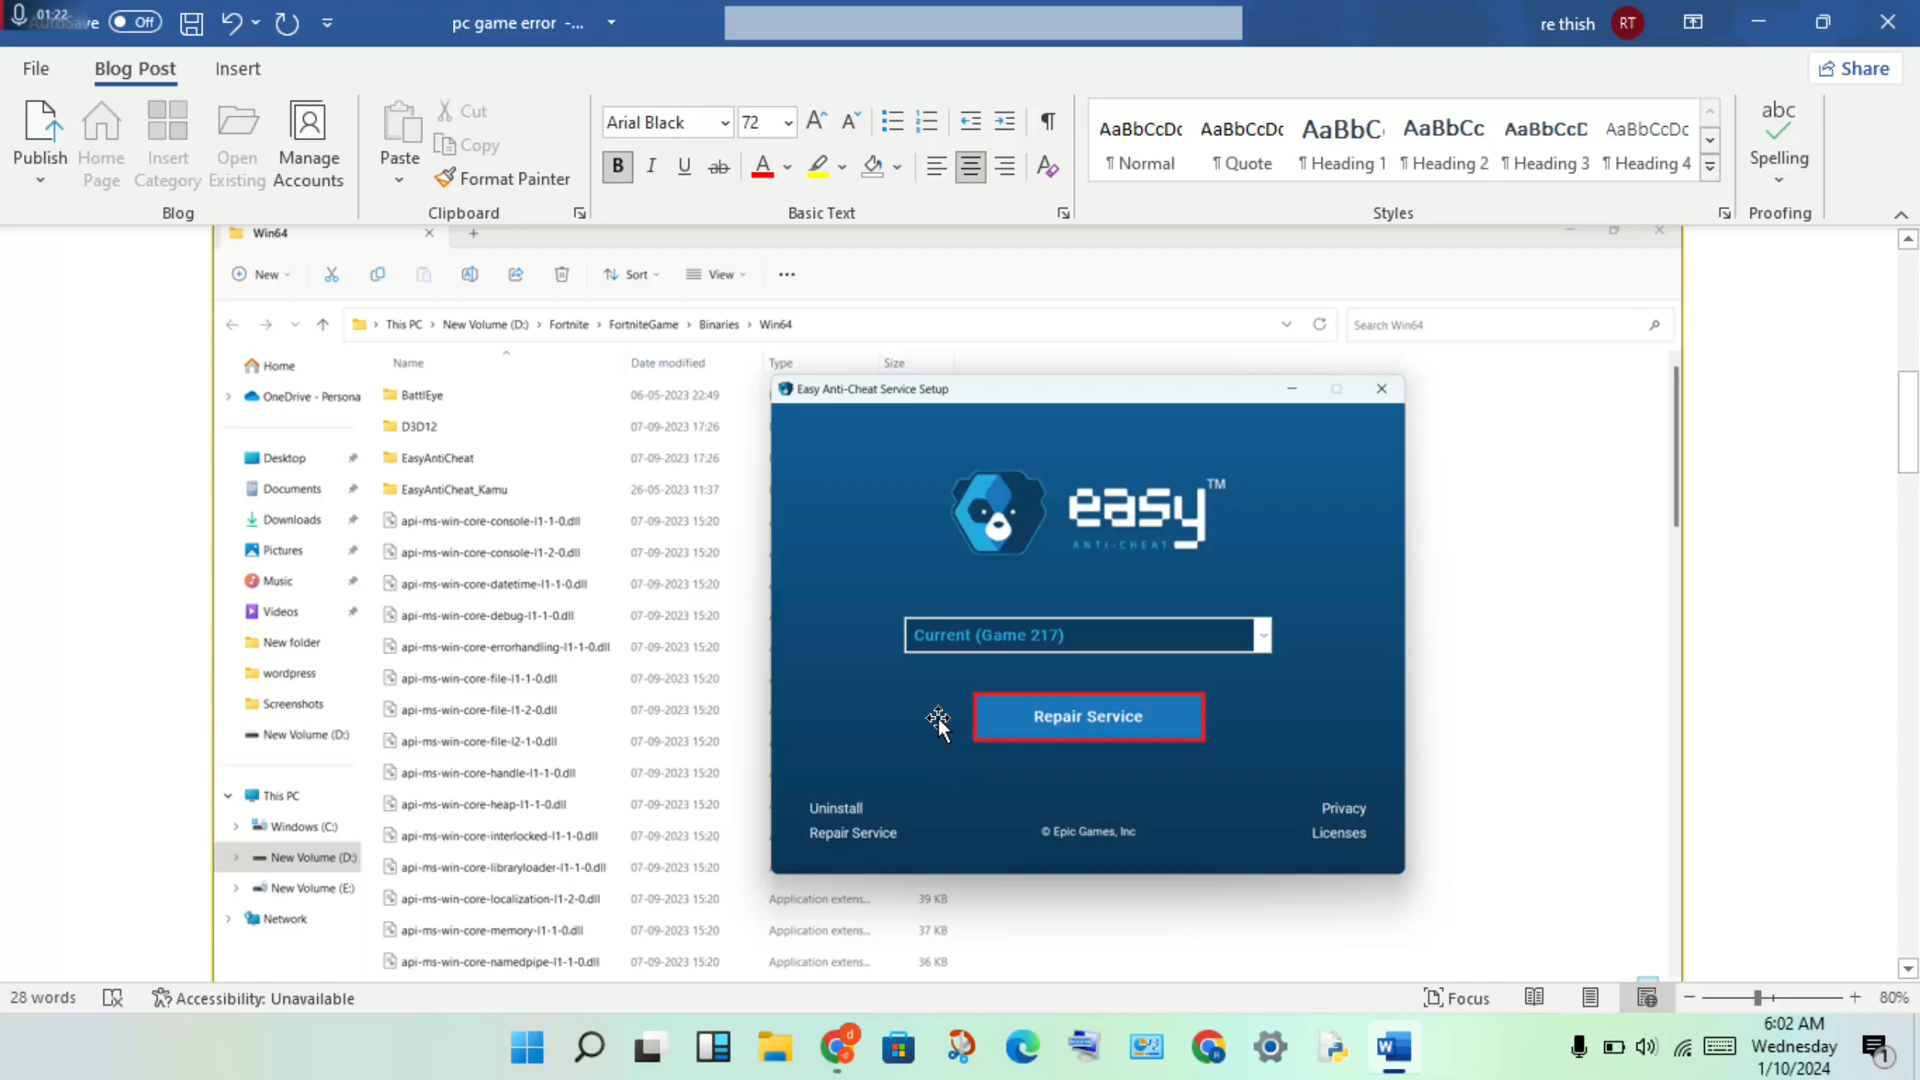 01:22
Save
Off
pc game error -...
re thish
RT
File
Blog Post
Insert
Share
Publish
Home Page
Insert Category
Open Existing
Manage Accounts
Blog
Paste
Cut
Copy
Format Painter
Clipboard
Arial Black
72
B
I
U
ab
A
Basic Text
AaBbCcDc
¶ Normal
AaBbCcDc
¶ Quote
AaBbC
¶ Heading 1
AaBbCc
¶ Heading 2
AaBbCcD
¶ Heading 3
AaBbCcDc
¶ Heading 4
Styles
abc
Spelling
Proofing
Win64
New
Sort
View
This PC > New Volume (D:) > Fortnite > FortniteGame > Binaries > Win64
Search Win64
Home
OneDrive - Persona
Desktop
Documents
Downloads
Pictures
Music
Videos
New folder
wordpress
Screenshots
New Volume (D:)
This PC
Windows (C:)
New Volume (D:)
New Volume (E:)
Network
Name Date modified Type Size
BattlEye 06-05-2023 22:49
D3D12 07-09-2023 17:26
EasyAntiCheat 07-09-2023 17:26
EasyAntiCheat_Kamu 26-05-2023 11:37
api-ms-win-core-console-l1-1-0.dll 07-09-2023 15:20
api-ms-win-core-console-l1-2-0.dll 07-09-2023 15:20
api-ms-win-core-datetime-l1-1-0.dll 07-09-2023 15:20
api-ms-win-core-debug-l1-1-0.dll 07-09-2023 15:20
api-ms-win-core-errorhandling-l1-1-0.dll 07-09-2023 15:20
api-ms-win-core-file-l1-1-0.dll 07-09-2023 15:20
api-ms-win-core-file-l1-2-0.dll 07-09-2023 15:20
api-ms-win-core-file-l2-1-0.dll 07-09-2023 15:20
api-ms-win-core-handle-l1-1-0.dll 07-09-2023 15:20
api-ms-win-core-heap-l1-1-0.dll 07-09-2023 15:20
api-ms-win-core-interlocked-l1-1-0.dll 07-09-2023 15:20
api-ms-win-core-libraryloader-l1-1-0.dll 07-09-2023 15:20
api-ms-win-core-localization-l1-2-0.dll 07-09-2023 15:20 Application extens... 39 KB
api-ms-win-core-memory-l1-1-0.dll 07-09-2023 15:20 Application extens... 37 KB
api-ms-win-core-namedpipe-l1-1-0.dll 07-09-2023 15:20 Application extens... 36 KB
Easy Anti-Cheat Service Setup
easy™
ANTI-CHEAT
Current (Game 217)
Repair Service
Uninstall
Repair Service
© Epic Games, Inc
Privacy
Licenses
28 words
Accessibility: Unavailable
Focus
80%
6:02 AM
Wednesday
1/10/2024
1